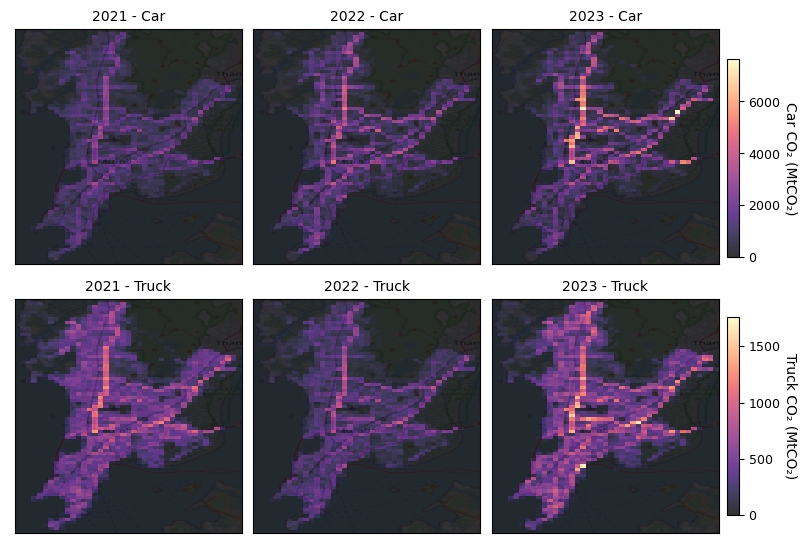 2021 - Car
2022 - Car
2023 - Car
6000
4000
2000
0
Car CO₂ (MtCO₂)
2021 - Truck
2022 - Truck
2023 - Truck
1500
1000
500
0
Truck CO₂ (MtCO₂)